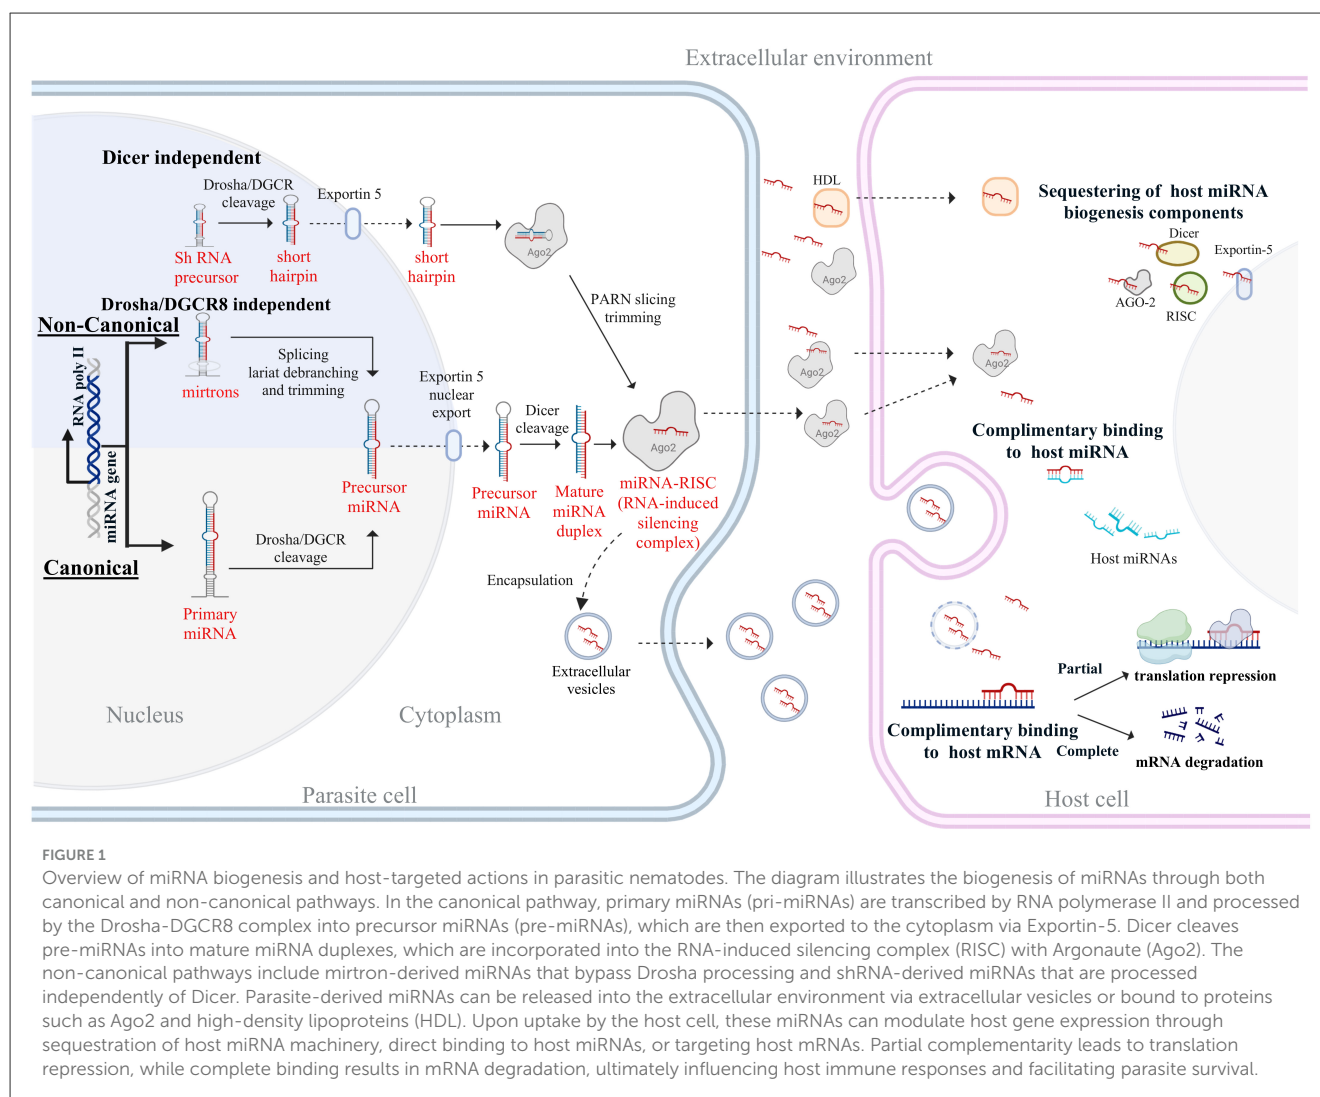 Extracellular environment
Dicer independent
Drosha/DGCR
cleavage
Exportin 5
Sh RNA
precursor
short
hairpin
short
hairpin
Ago2
PARN slicing
trimming
Drosha/DGCR8 independent
Non-Canonical
RNA poly II
miRNA gene
mirtrons
Splicing
lariat debranching
and trimming
Exportin 5
nuclear
export
Precursor
miRNA
Precursor
miRNA
Dicer
cleavage
Mature
miRNA
duplex
Ago2
miRNA-RISC
(RNA-induced
silencing
complex)
Canonical
Drosha/DGCR
cleavage
Primary
miRNA
Encapsulation
Extracellular
vesicles
Nucleus
Cytoplasm
Parasite cell
HDL
Ago2
Ago2
Ago2
Sequestering of host miRNA
biogenesis components
Dicer
Exportin-5
AGO-2
RISC
Ago2
Complimentary binding
to host miRNA
Host miRNAs
Partial
translation repression
Complimentary binding
to host mRNA
Complete
mRNA degradation
Host cell
FIGURE 1
Overview of miRNA biogenesis and host-targeted actions in parasitic nematodes. The diagram illustrates the biogenesis of miRNAs through both
canonical and non-canonical pathways. In the canonical pathway, primary miRNAs (pri-miRNAs) are transcribed by RNA polymerase II and processed
by the Drosha-DGCR8 complex into precursor miRNAs (pre-miRNAs), which are then exported to the cytoplasm via Exportin-5. Dicer cleaves
pre-miRNAs into mature miRNA duplexes, which are incorporated into the RNA-induced silencing complex (RISC) with Argonaute (Ago2). The
non-canonical pathways include mirtron-derived miRNAs that bypass Drosha processing and shRNA-derived miRNAs that are processed
independently of Dicer. Parasite-derived miRNAs can be released into the extracellular environment via extracellular vesicles or bound to proteins
such as Ago2 and high-density lipoproteins (HDL). Upon uptake by the host cell, these miRNAs can modulate host gene expression through
sequestration of host miRNA machinery, direct binding to host miRNAs, or targeting host mRNAs. Partial complementarity leads to translation
repression, while complete binding results in mRNA degradation, ultimately influencing host immune responses and facilitating parasite survival.